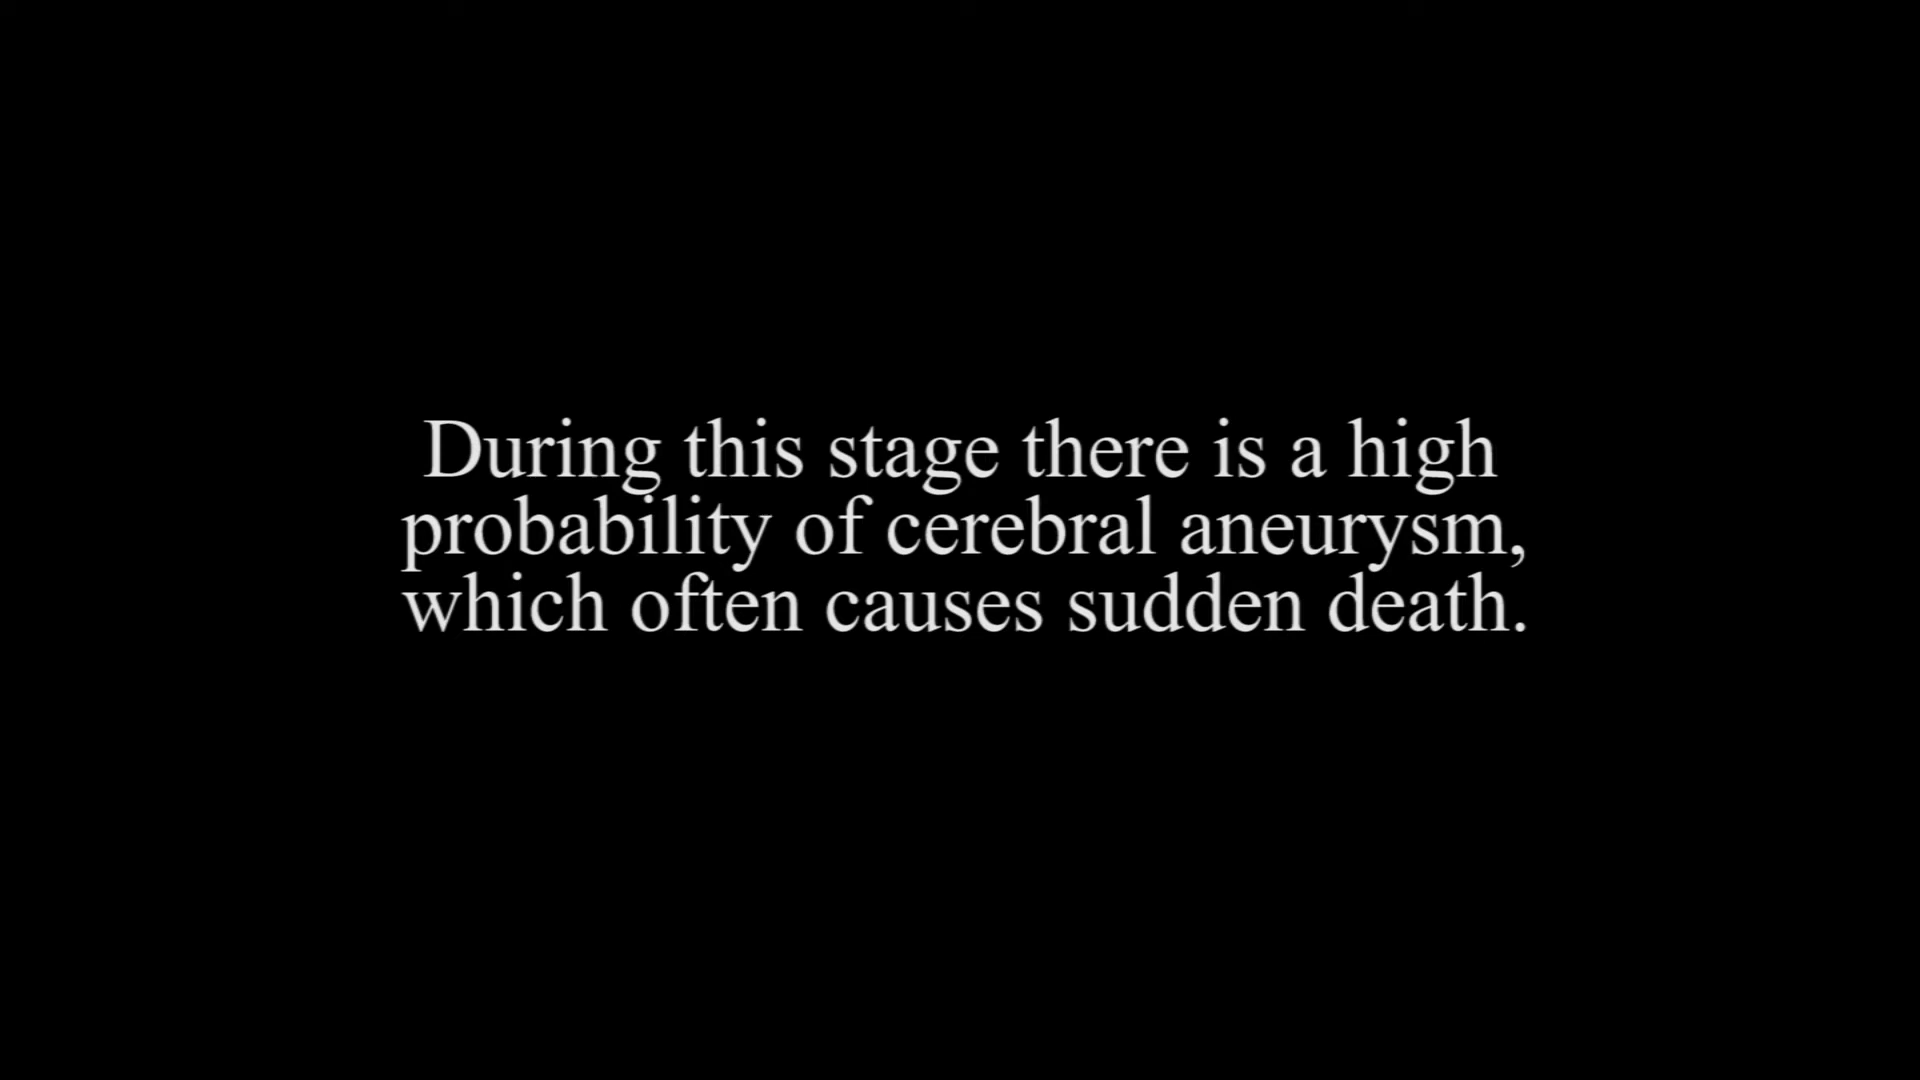 During this stage there is a high
probability of cerebral aneurysm,
which often causes sudden death.